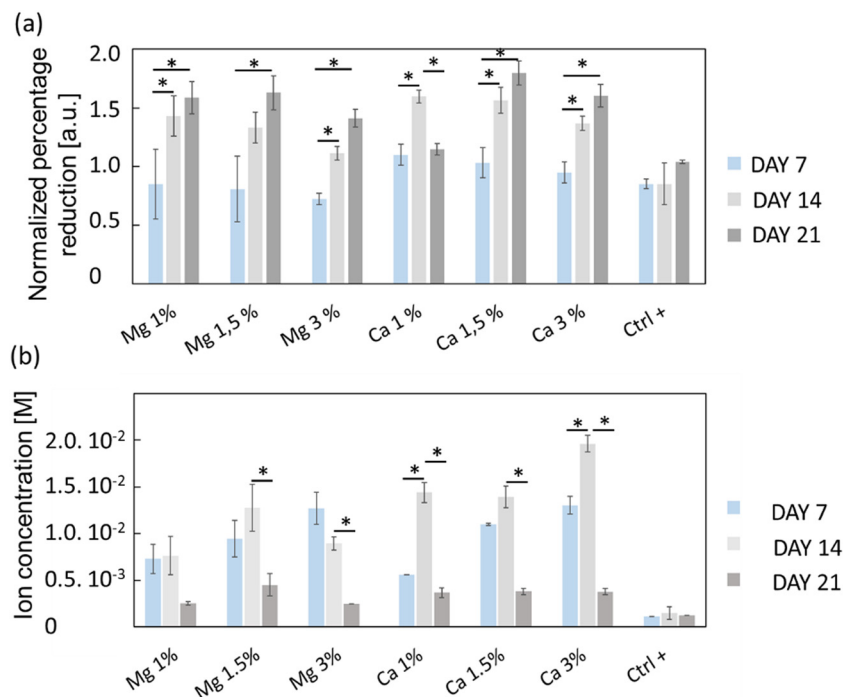 (a)
Normalized percentage
reduction [a.u.]
2.0
1.5
1.0
0.5
0
* * * * * * * * * * *
Mg 1%
Mg 1,5 %
Mg 3 %
Ca 1 %
Ca 1,5 %
Ca 3 %
Ctrl +
DAY 7
DAY 14
DAY 21
(b)
Ion concentration [M]
2.0. 10-2
1.5. 10-2
1.0. 10-2
0.5. 10-3
0
* * * * * * *
Mg 1%
Mg 1.5%
Mg 3%
Ca 1%
Ca 1.5%
Ca 3%
Ctrl +
DAY 7
DAY 14
DAY 21